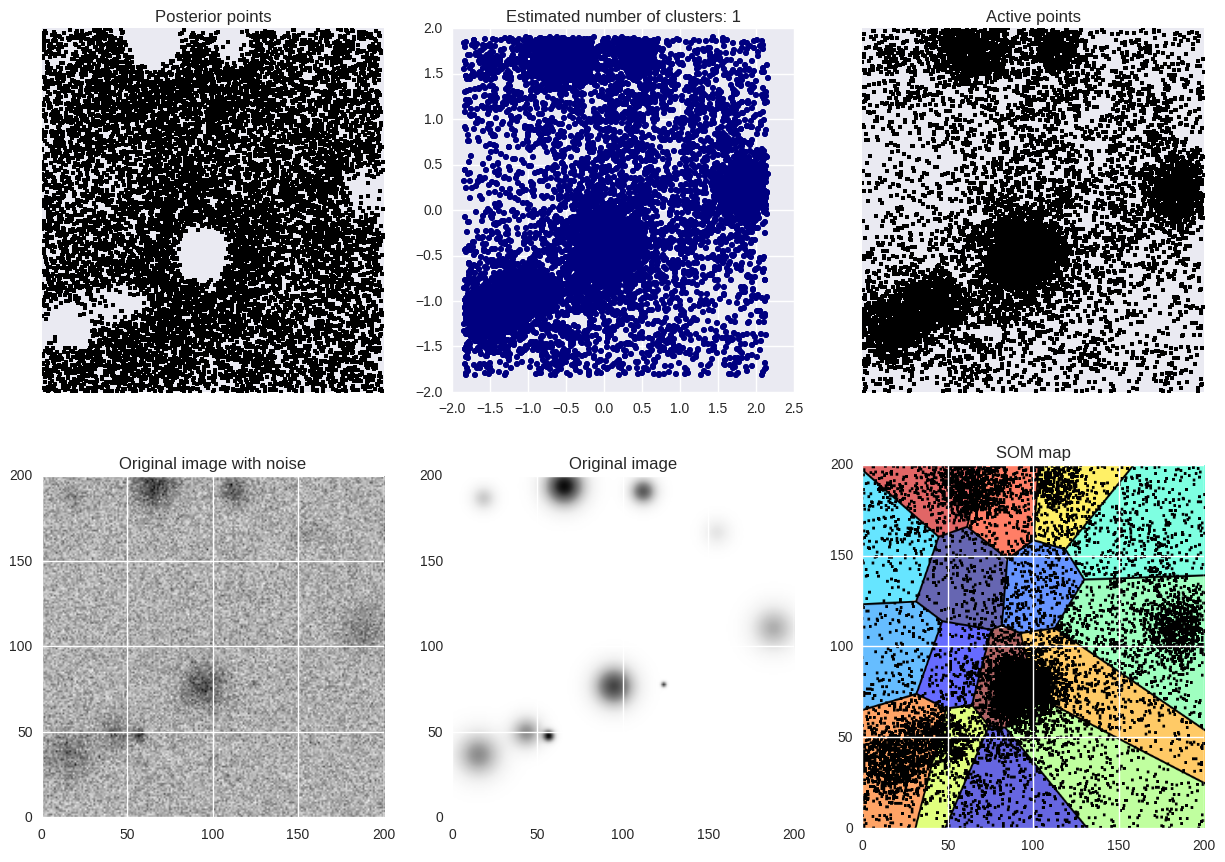 Posterior points
Estimated number of clusters: 1
Active points
2.0
1.5
1.0
0.5
0.0
−0.5
−1.0
−1.5
−2.0
−2.0 −1.5 −1.0 −0.5 0.0 0.5 1.0 1.5 2.0 2.5
Original image with noise
200
150
100
50
0
0 50 100 150 200
Original image
200
150
100
50
0
0 50 100 150 200
SOM map
200
150
100
50
0
0 50 100 150 200